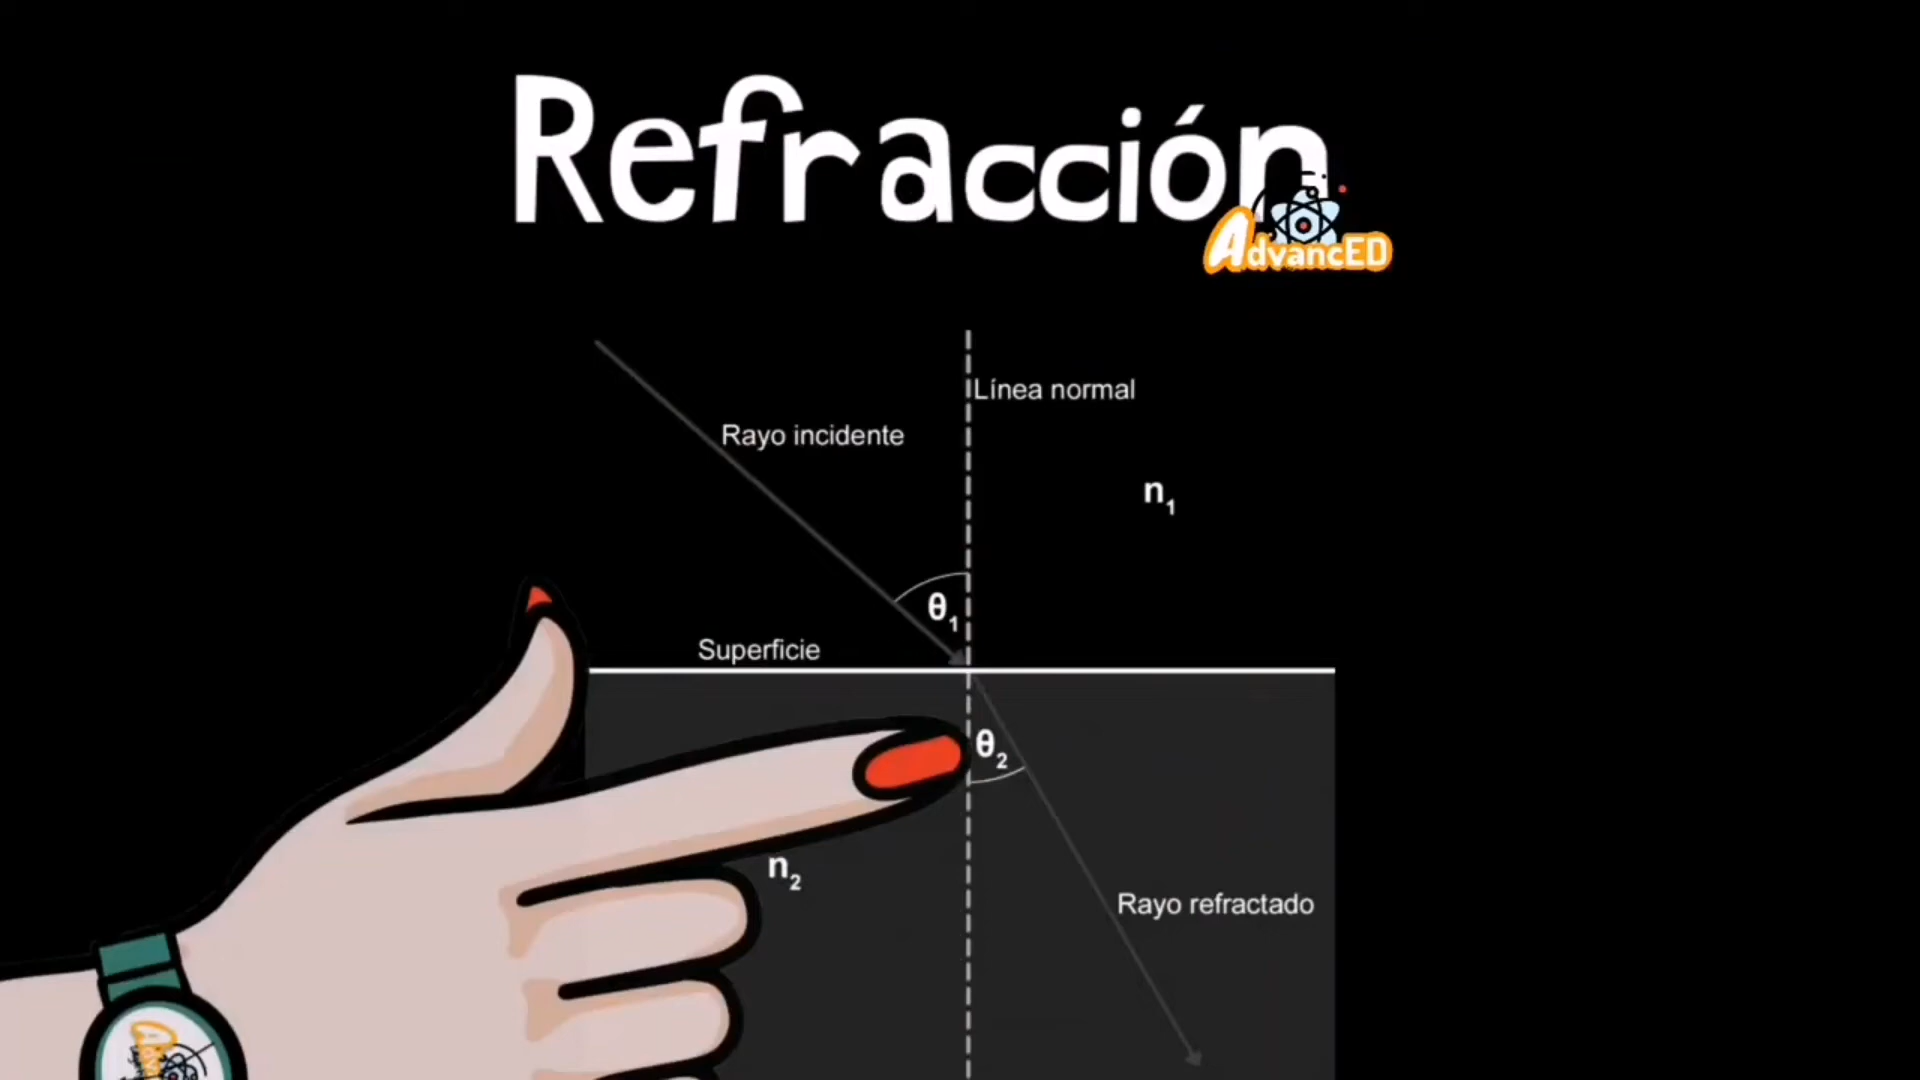 Refracción
AdvancED
Línea normal
Rayo incidente
n₁
θ₁
Superficie
θ₂
n₂
Rayo refractado